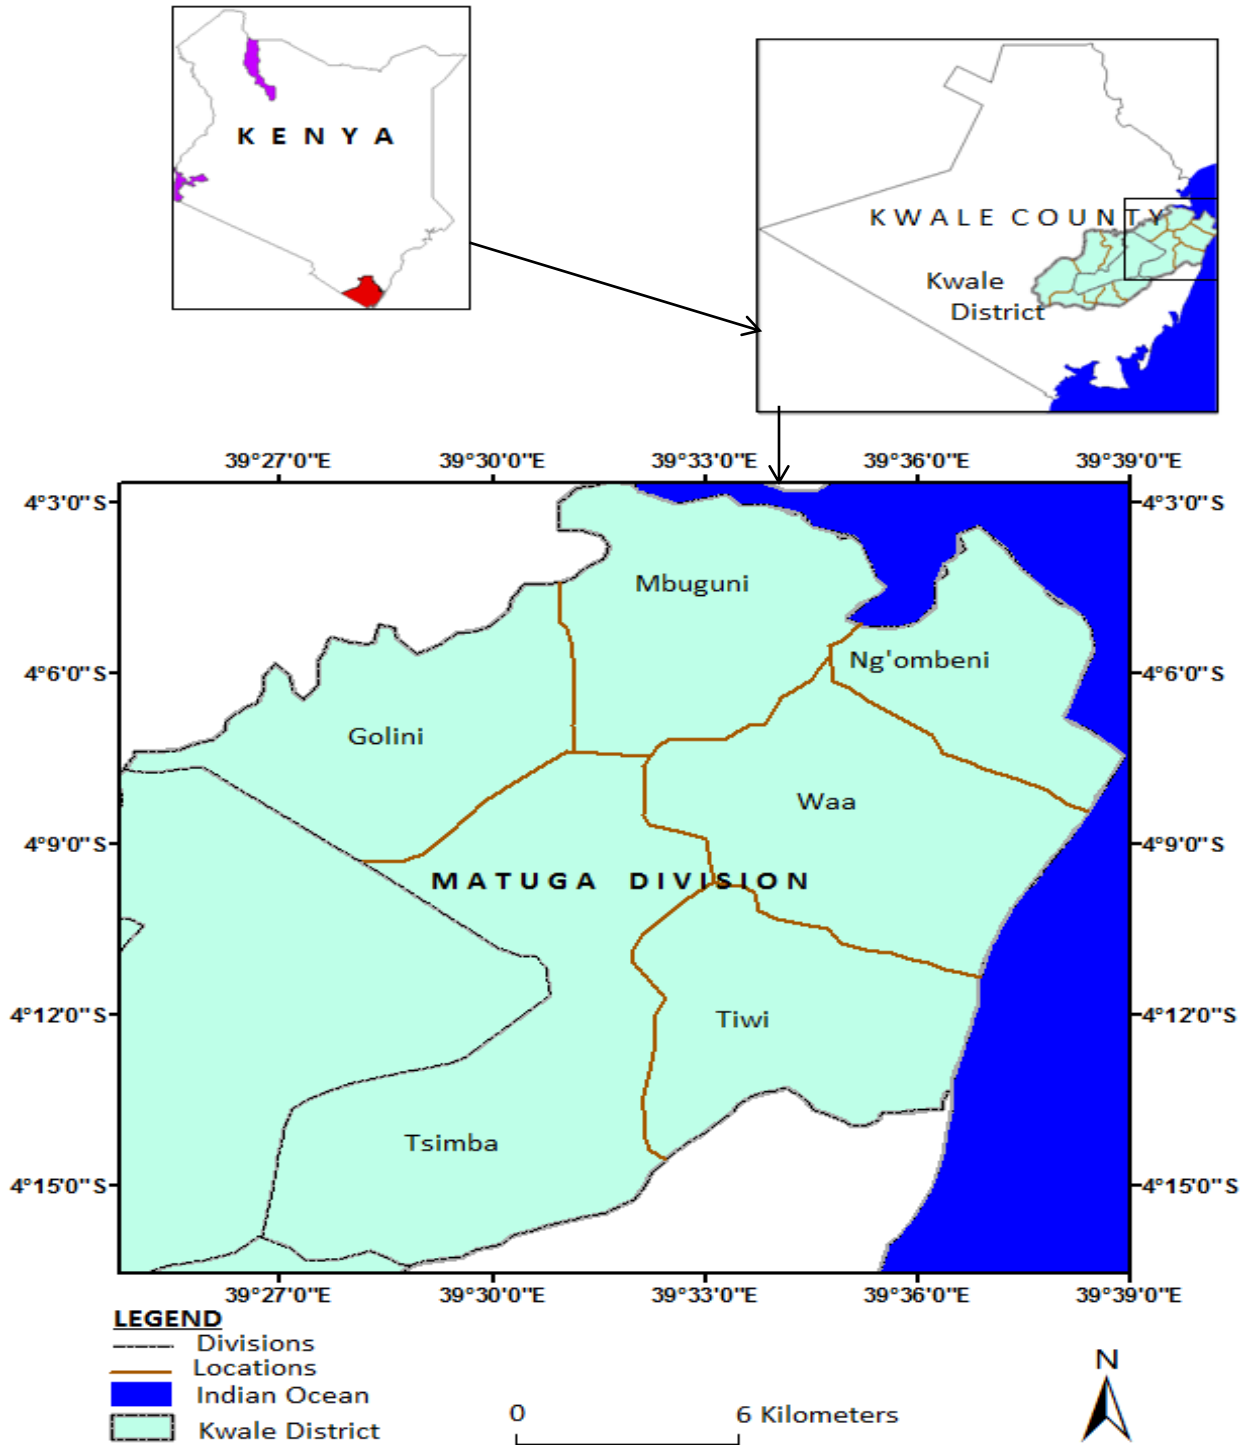 K E N Y A
KWALE COUNTY
Kwale
District
39°27'0"E 39°30'0"E 39°33'0"E 39°36'0"E 39°39'0"E
4°3'0"S 4°3'0"S
Mbuguni
Ng'ombeni
4°6'0"S 4°6'0"S
Golini
Waa
4°9'0"S 4°9'0"S
MATUGA DIVISION
4°12'0"S 4°12'0"S
Tiwi
Tsimba
4°15'0"S 4°15'0"S
39°27'0"E 39°30'0"E 39°33'0"E 39°36'0"E 39°39'0"E
LEGEND
Divisions
Locations
Indian Ocean
Kwale District
0 6 Kilometers
N